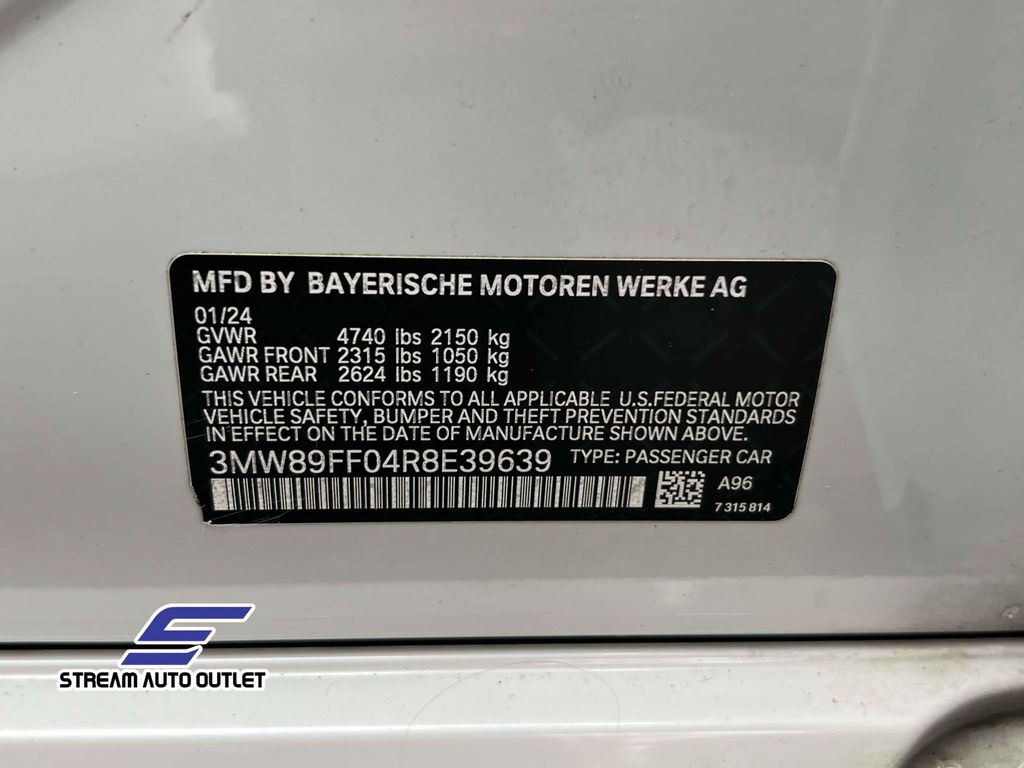 MFD BY BAYERISCHE MOTOREN WERKE AG
01/24
GVWR 4740 lbs 2150 kg
GAWR FRONT 2315 lbs 1050 kg
GAWR REAR 2624 lbs 1190 kg
THIS VEHICLE CONFORMS TO ALL APPLICABLE U.S.FEDERAL MOTOR
VEHICLE SAFETY, BUMPER AND THEFT PREVENTION STANDARDS
IN EFFECT ON THE DATE OF MANUFACTURE SHOWN ABOVE.
3MW89FF04R8E39639 TYPE: PASSENGER CAR
A96
7 315 814
STREAM AUTO OUTLET